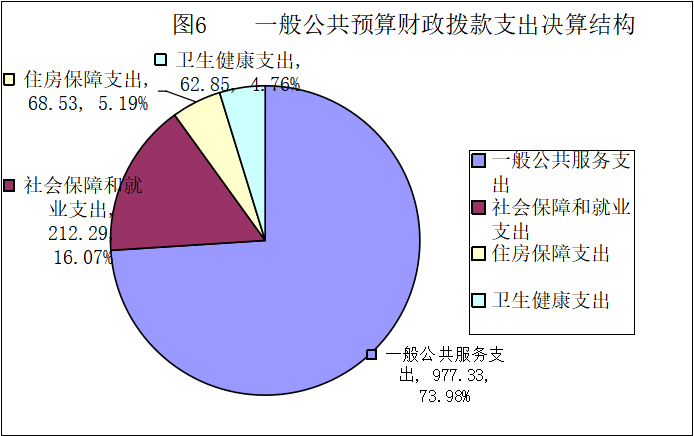 图6 一般公共预算财政拨款支出决算结构
卫生健康支出,
62.85, 4.76%
住房保障支出,
68.53, 5.19%
社会保障和就
业支出,
212.29,
16.07%
一般公共服务支
出
社会保障和就业
支出
住房保障支出
卫生健康支出
一般公共服务支
出, 977.33,
73.98%